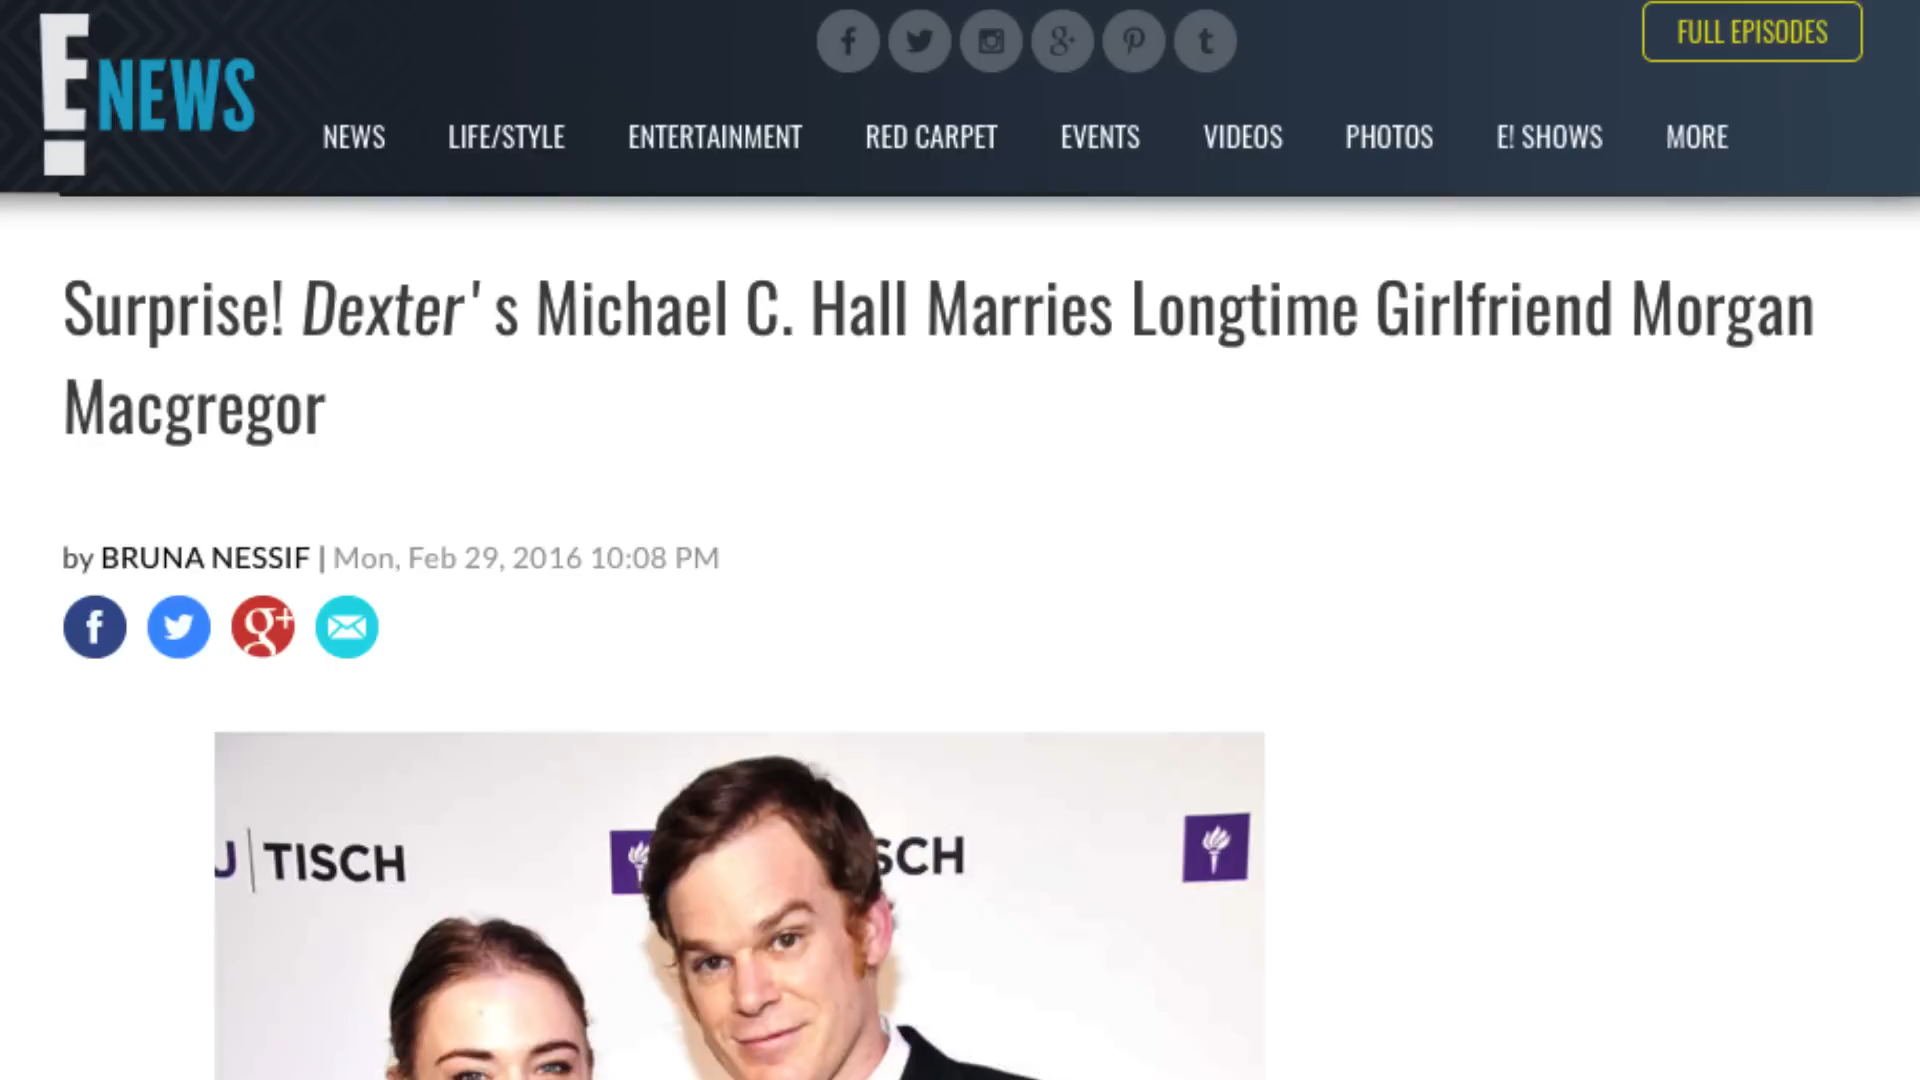 E!
NEWS
FULL EPISODES
NEWS LIFE/STYLE ENTERTAINMENT RED CARPET EVENTS VIDEOS PHOTOS E! SHOWS MORE
Surprise! Dexter's Michael C. Hall Marries Longtime Girlfriend Morgan
Macgregor
by BRUNA NESSIF | Mon, Feb 29, 2016 10:08 PM
U | TISCH
SCH